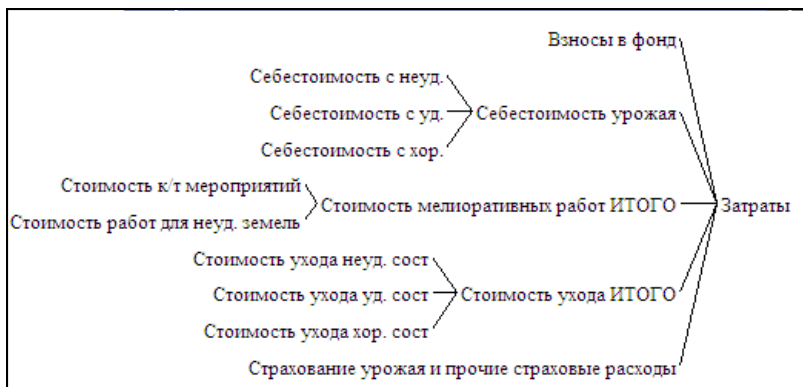 Взносы в фонд
Себестоимость с неуд.
Себестоимость с уд.
Себестоимость урожая
Себестоимость с хор.
Стоимость к/т мероприятий
Стоимость мелиоративных работ ИТОГО
Затраты
Стоимость работ для неуд. земель
Стоимость ухода неуд. сост
Стоимость ухода уд. сост
Стоимость ухода ИТОГО
Стоимость ухода хор. сост
Страхование урожая и прочие страховые расходы